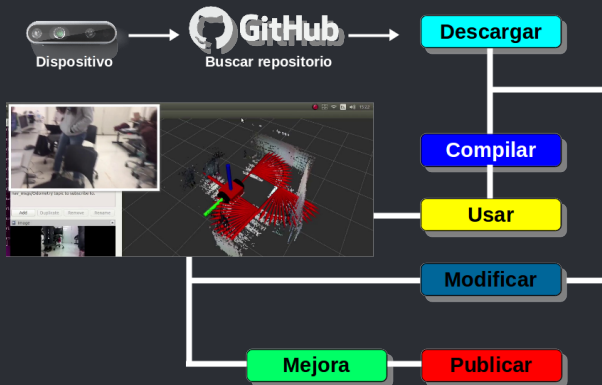 GitHub
Descargar
Dispositivo
Buscar repositorio
Compilar
Usar
Modificar
Mejora
Publicar